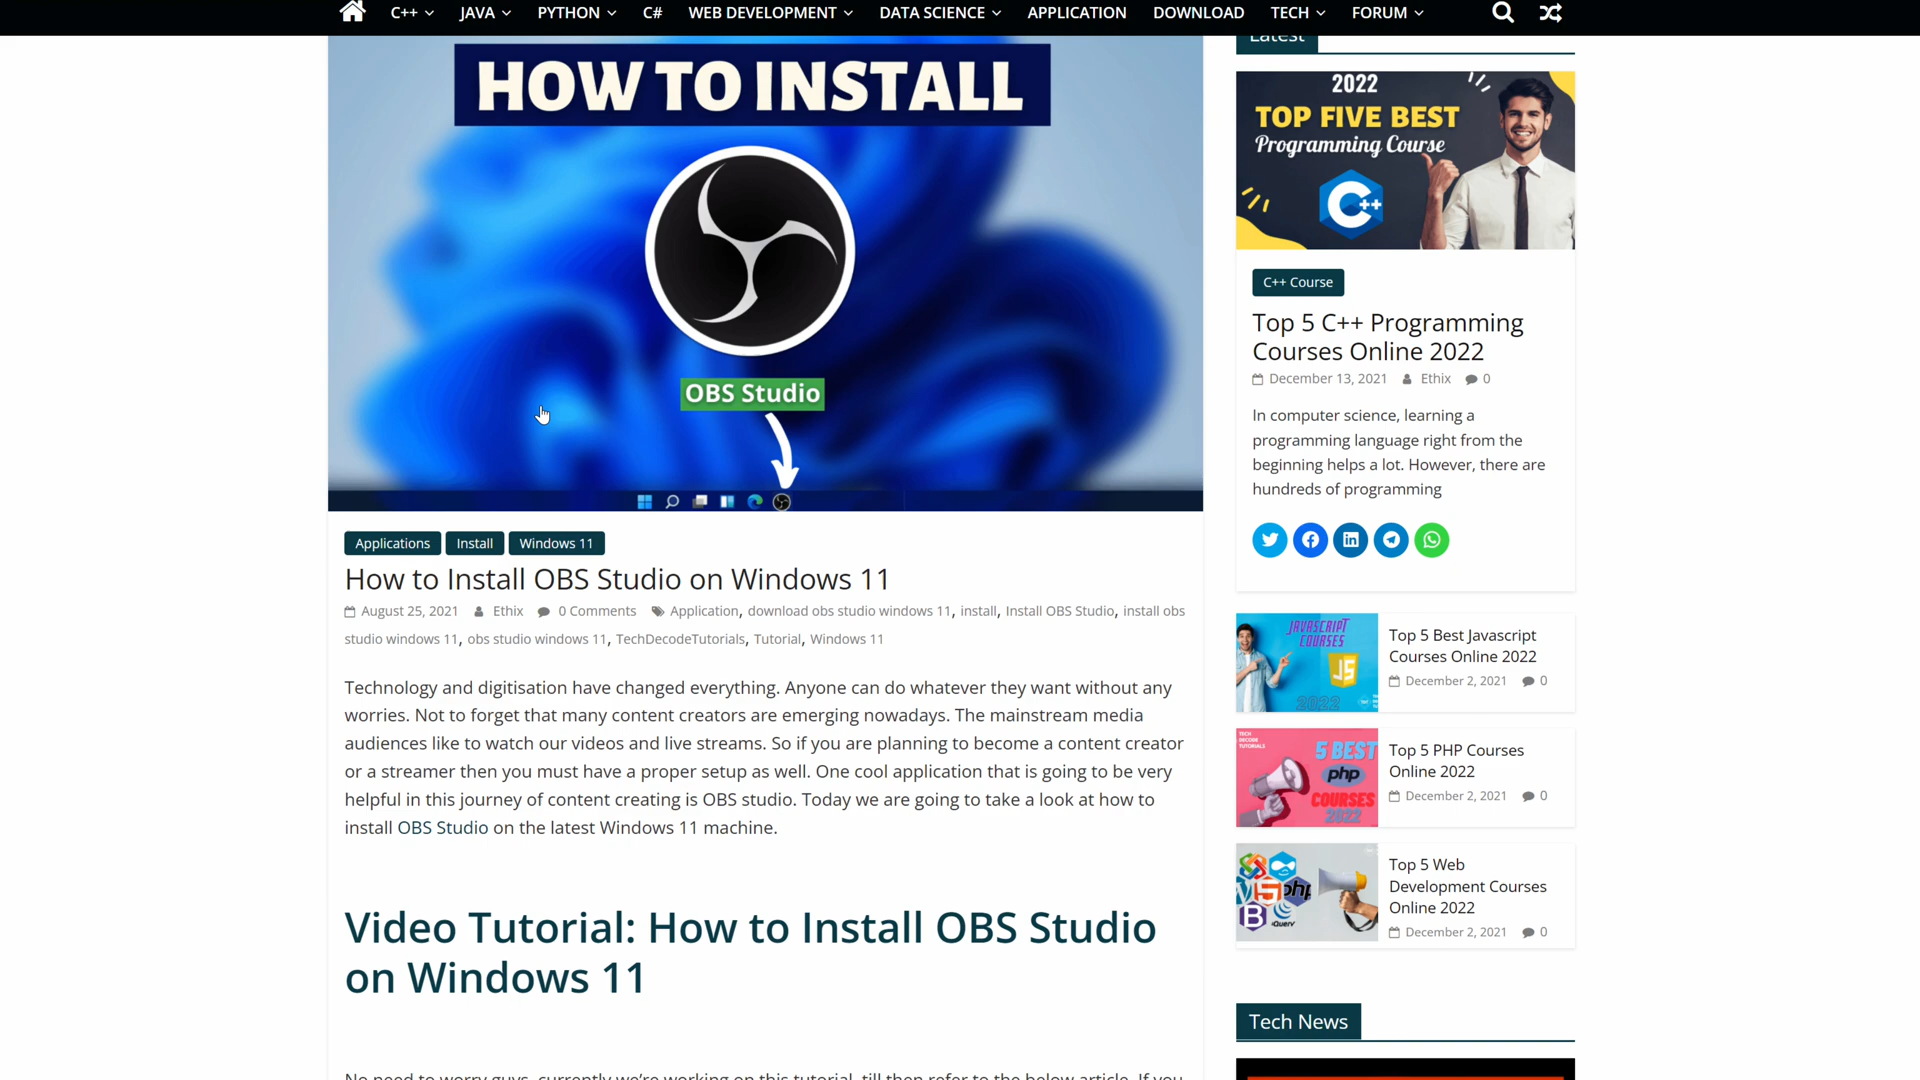 C++ JAVA PYTHON C# WEB DEVELOPMENT DATA SCIENCE APPLICATION DOWNLOAD TECH FORUM
HOW TO INSTALL
OBS Studio
Applications Install Windows 11
How to Install OBS Studio on Windows 11
August 25, 2021 Ethix 0 Comments Application, download obs studio windows 11, install, Install OBS Studio, install obs
studio windows 11, obs studio windows 11, TechDecodeTutorials, Tutorial, Windows 11
Technology and digitisation have changed everything. Anyone can do whatever they want without any
worries. Not to forget that many content creators are emerging nowadays. The mainstream media
audiences like to watch our videos and live streams. So if you are planning to become a content creator
or a streamer then you must have a proper setup as well. One cool application that is going to be very
helpful in this journey of content creating is OBS studio. Today we are going to take a look at how to
install OBS Studio on the latest Windows 11 machine.
Video Tutorial: How to Install OBS Studio
on Windows 11
No need to worry guys, currently we're working on this tutorial, till then refer to the below article. If you
Latest
2022
TOP FIVE BEST
Programming Course
C++
C++ Course
Top 5 C++ Programming
Courses Online 2022
December 13, 2021 Ethix 0
In computer science, learning a
programming language right from the
beginning helps a lot. However, there are
hundreds of programming
JAVASCRIPT
COURSES
JS
2022
Top 5 Best Javascript
Courses Online 2022
December 2, 2021 0
TECH
DECODE
TUTORIALS
5 BEST
php
COURSES
2022
Top 5 PHP Courses
Online 2022
December 2, 2021 0
5
php
B
jQuery
Top 5 Web
Development Courses
Online 2022
December 2, 2021 0
Tech News